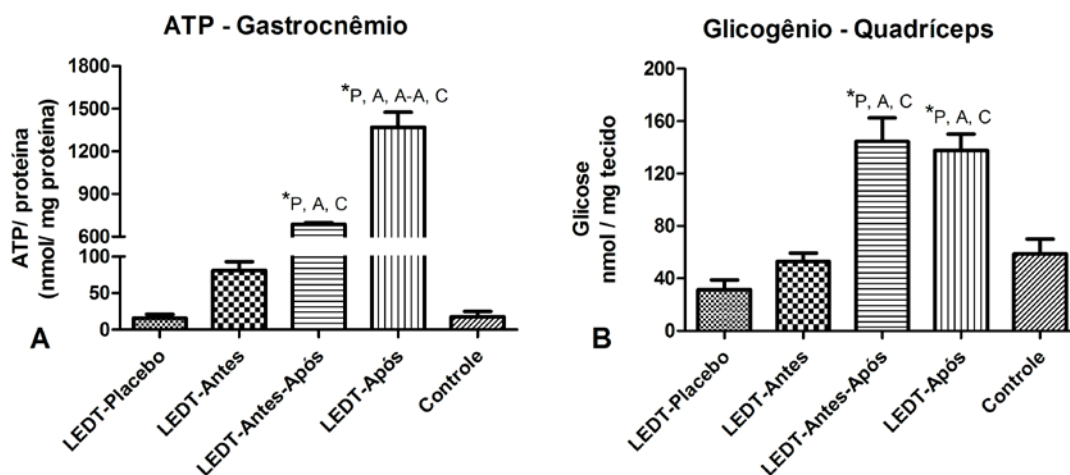 ATP - Gastrocnêmio
ATP/ proteína
(nmol/ mg proteína)
1800
1500
1200
900
600
100
50
0
*P, A, C
*P, A, A-A, C
A
LEDT-Placebo
LEDT-Antes
LEDT-Antes-Após
LEDT-Após
Controle
Glicogênio - Quadríceps
Glicose
nmol / mg tecido
200
160
120
80
40
0
*P, A, C
*P, A, C
B
LEDT-Placebo
LEDT-Antes
LEDT-Antes-Após
LEDT-Após
Controle